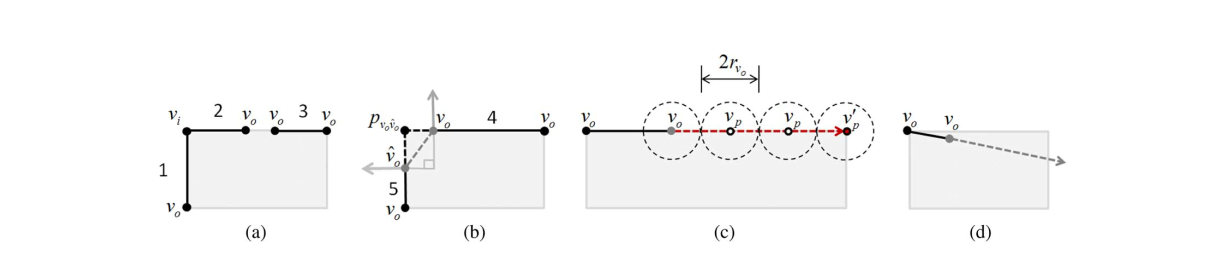 v_i 2 v_o v_o 3 v_o
1
v_o
(a)
p_{v_o v̂_o} v_o 4 v_o
v̂_o
5
v_o
(b)
2r_{v_o}
v_o v_o v_p v_p v'_p
(c)
v_o v_o
(d)